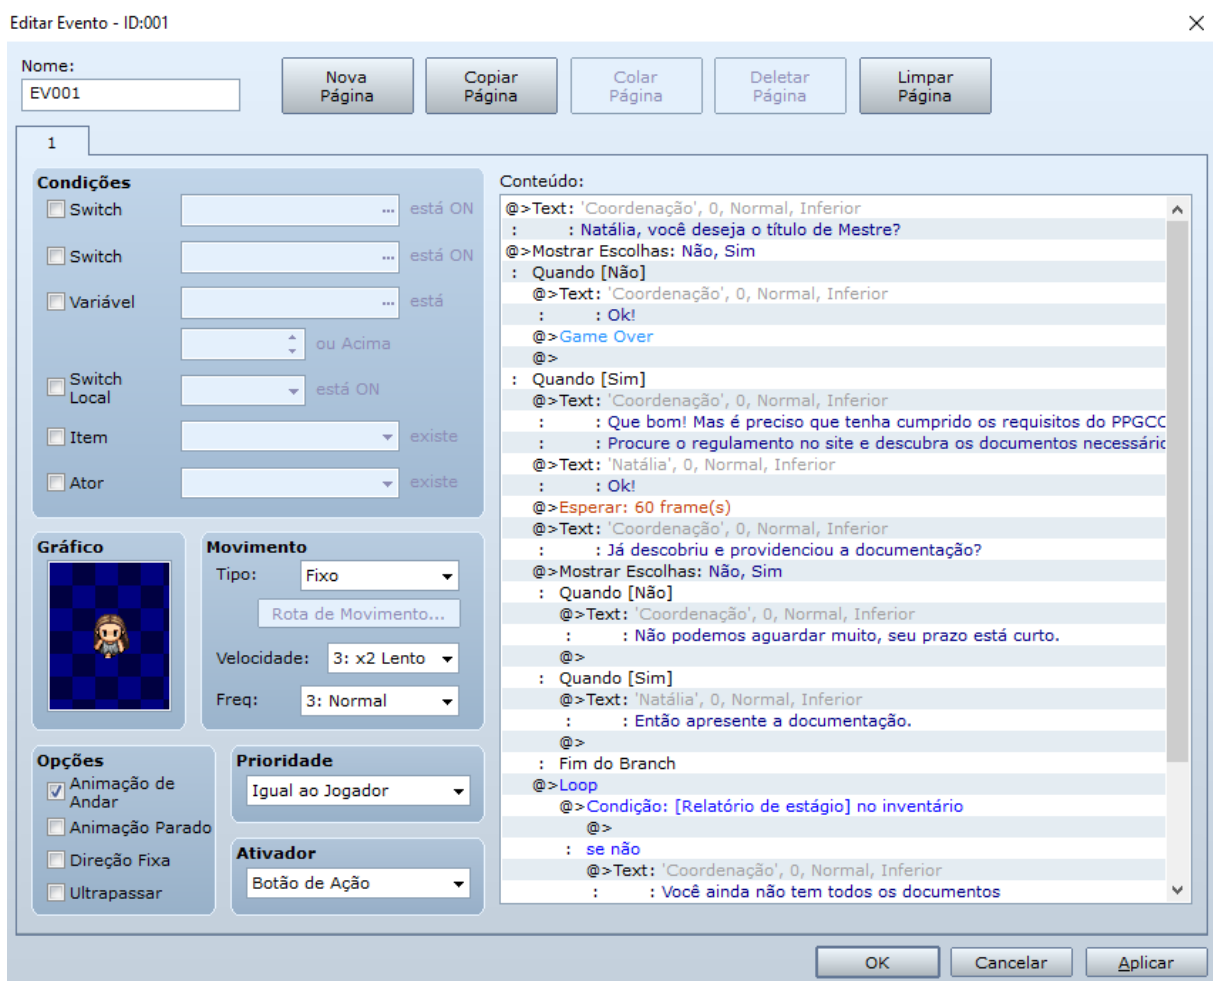 Editar Evento - ID:001
Nome:
EV001
Nova Página
Copiar Página
Colar Página
Deletar Página
Limpar Página
1
Condições
Switch ... está ON
Switch ... está ON
Variável ... está
ou Acima
Switch Local está ON
Item existe
Ator existe
Gráfico
Movimento
Tipo: Fixo
Rota de Movimento...
Velocidade: 3: x2 Lento
Freq: 3: Normal
Opções
Animação de Andar
Animação Parado
Direção Fixa
Ultrapassar
Prioridade
Igual ao Jogador
Ativador
Botão de Ação
Conteúdo:
@>Text: 'Coordenação', 0, Normal, Inferior
: : Natália, você deseja o título de Mestre?
@>Mostrar Escolhas: Não, Sim
: Quando [Não]
@>Text: 'Coordenação', 0, Normal, Inferior
: : Ok!
@>Game Over
@>
: Quando [Sim]
@>Text: 'Coordenação', 0, Normal, Inferior
: : Que bom! Mas é preciso que tenha cumprido os requisitos do PPGCC
: : Procure o regulamento no site e descubra os documentos necessário
@>Text: 'Natália', 0, Normal, Inferior
: : Ok!
@>Esperar: 60 frame(s)
@>Text: 'Coordenação', 0, Normal, Inferior
: : Já descobriu e providenciou a documentação?
@>Mostrar Escolhas: Não, Sim
: Quando [Não]
@>Text: 'Coordenação', 0, Normal, Inferior
: : Não podemos aguardar muito, seu prazo está curto.
@>
: Quando [Sim]
@>Text: 'Natália', 0, Normal, Inferior
: : Então apresente a documentação.
@>
: Fim do Branch
@>Loop
@>Condição: [Relatório de estágio] no inventário
@>
: se não
@>Text: 'Coordenação', 0, Normal, Inferior
: : Você ainda não tem todos os documentos
OK
Cancelar
Aplicar